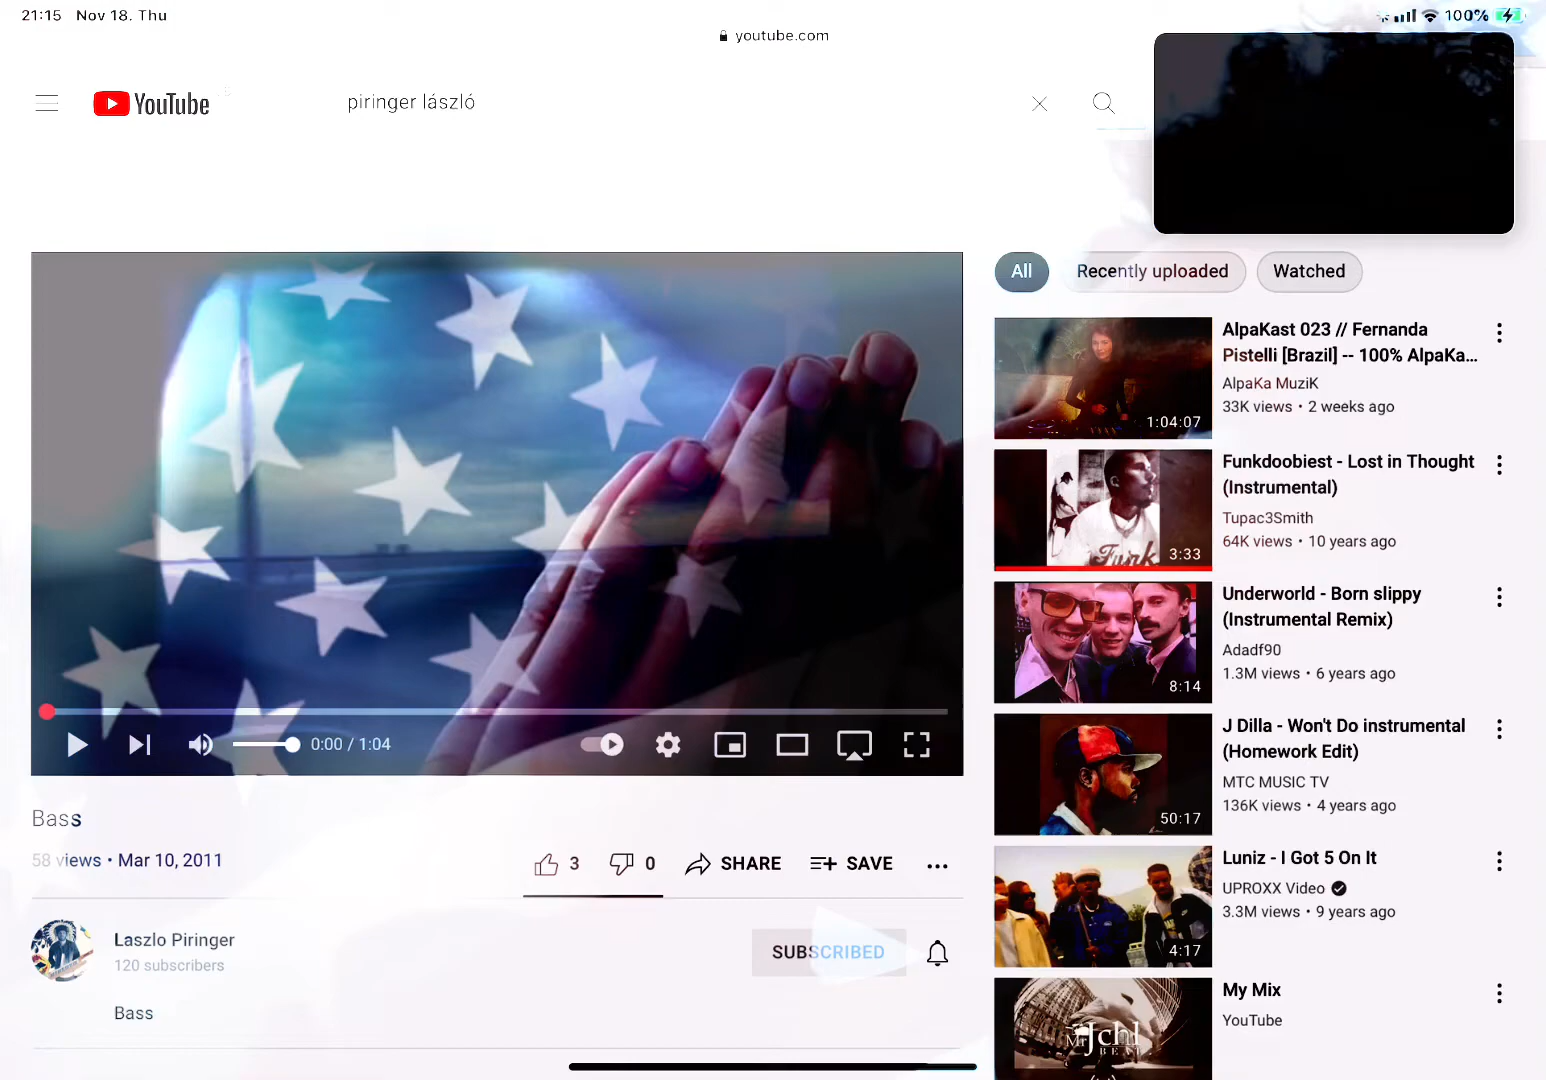 21:15 Nov 18. Thu
100%
youtube.com
YouTube
piringer lászló
All
Recently uploaded
Watched
AlpaKast 023 // Fernanda
Pistelli [Brazil] -- 100% AlpaKa...
AlpaKa MuziK
33K views • 2 weeks ago
1:04:07
Funkdoobiest - Lost in Thought
(Instrumental)
Tupac3Smith
64K views • 10 years ago
Funk
3:33
Underworld - Born slippy
(Instrumental Remix)
Adadf90
1.3M views • 6 years ago
8:14
J Dilla - Won't Do instrumental
(Homework Edit)
MTC MUSIC TV
136K views • 4 years ago
50:17
Luniz - I Got 5 On It
UPROXX Video
3.3M views • 9 years ago
4:17
My Mix
YouTube
0:00 / 1:04
Bass
58 views • Mar 10, 2011
3
0
SHARE
SAVE
Laszlo Piringer
120 subscribers
SUBSCRIBED
Bass